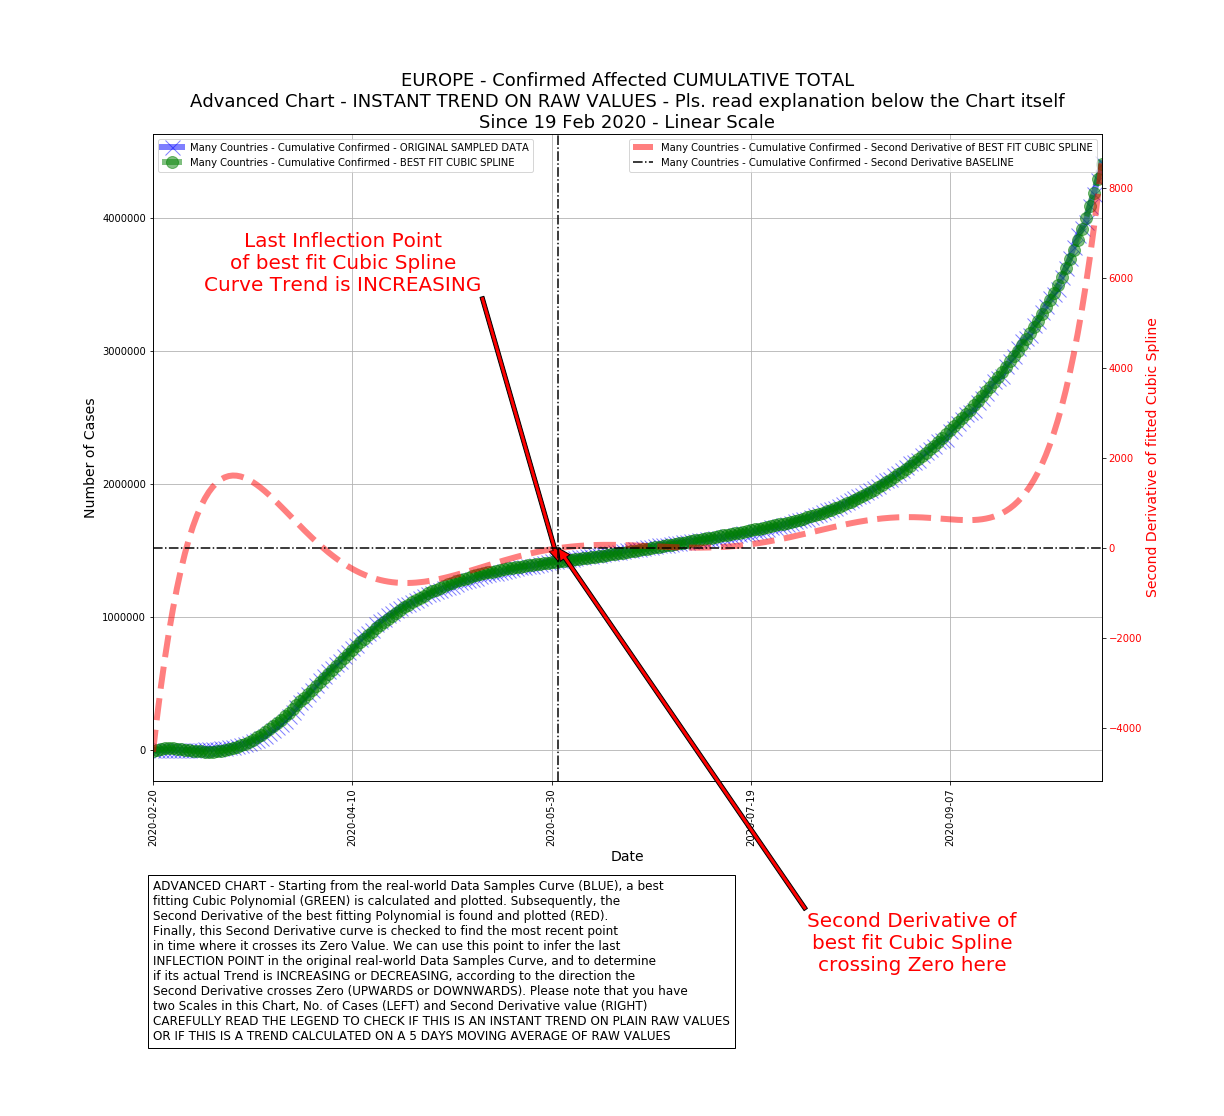 EUROPE - Confirmed Affected CUMULATIVE TOTAL
Advanced Chart - INSTANT TREND ON RAW VALUES - Pls. read explanation below the Chart itself
Since 19 Feb 2020 - Linear Scale
Many Countries - Cumulative Confirmed - ORIGINAL SAMPLED DATA
Many Countries - Cumulative Confirmed - BEST FIT CUBIC SPLINE
Many Countries - Cumulative Confirmed - Second Derivative of BEST FIT CUBIC SPLINE
Many Countries - Cumulative Confirmed - Second Derivative BASELINE
Last Inflection Point
of best fit Cubic Spline
Curve Trend is INCREASING
Number of Cases
4000000
3000000
2000000
1000000
0
8000
6000
4000
2000
0
−2000
−4000
Second Derivative of fitted Cubic Spline
2020-02-20
2020-04-10
2020-05-30
2020-07-19
2020-09-07
Date
Second Derivative of
best fit Cubic Spline
crossing Zero here
ADVANCED CHART - Starting from the real-world Data Samples Curve (BLUE), a best
fitting Cubic Polynomial (GREEN) is calculated and plotted. Subsequently, the
Second Derivative of the best fitting Polynomial is found and plotted (RED).
Finally, this Second Derivative curve is checked to find the most recent point
in time where it crosses its Zero Value. We can use this point to infer the last
INFLECTION POINT in the original real-world Data Samples Curve, and to determine
if its actual Trend is INCREASING or DECREASING, according to the direction the
Second Derivative crosses Zero (UPWARDS or DOWNWARDS). Please note that you have
two Scales in this Chart, No. of Cases (LEFT) and Second Derivative value (RIGHT)
CAREFULLY READ THE LEGEND TO CHECK IF THIS IS AN INSTANT TREND ON PLAIN RAW VALUES
OR IF THIS IS A TREND CALCULATED ON A 5 DAYS MOVING AVERAGE OF RAW VALUES